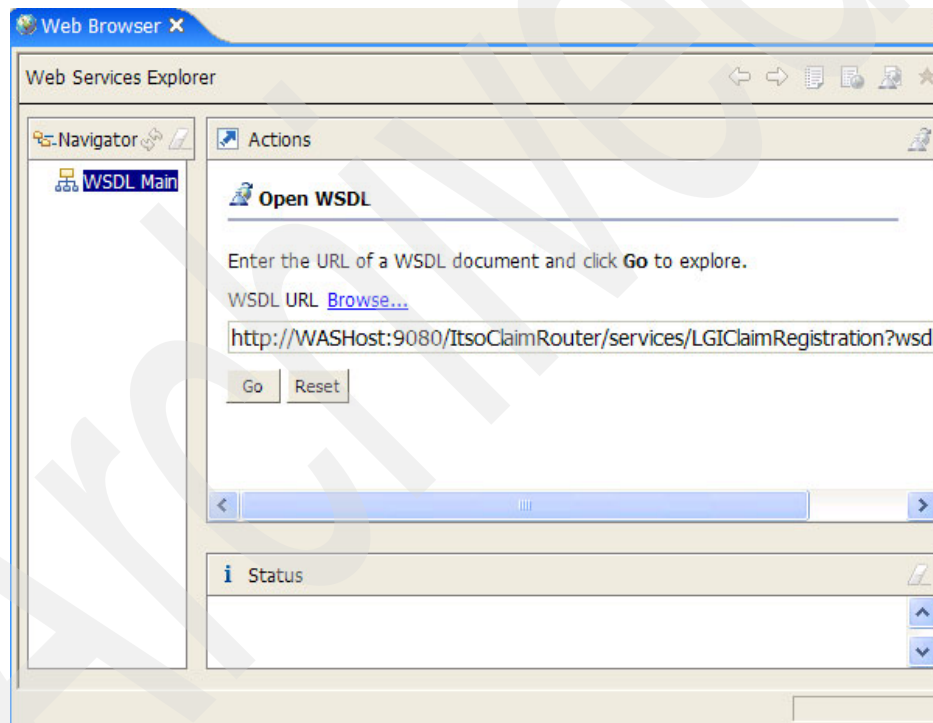 Web Browser
Web Services Explorer
Navigator
Actions
WSDL Main
Open WSDL
Enter the URL of a WSDL document and click Go to explore.
WSDL URL Browse...
http://WASHost:9080/ItsoClaimRouter/services/LGIClaimRegistration?wsd
Go Reset
Status
Archived